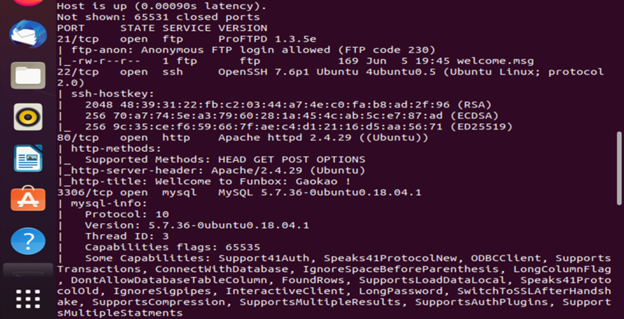 Host is up (0.00090s latency).
Not shown: 65531 closed ports
PORT     STATE SERVICE VERSION
21/tcp   open  ftp     ProFTPD 1.3.5e
| ftp-anon: Anonymous FTP login allowed (FTP code 230)
|_-rw-r--r--   1 ftp      ftp           169 Jun  5 19:45 welcome.msg
22/tcp   open  ssh     OpenSSH 7.6p1 Ubuntu 4ubuntu0.5 (Ubuntu Linux; protocol
2.0)
| ssh-hostkey:
|   2048 48:39:31:22:fb:c2:03:44:a7:4e:c0:fa:b8:ad:2f:96 (RSA)
|   256 70:a7:74:5e:a3:79:60:28:1a:45:4c:ab:5c:e7:87:ad (ECDSA)
|_  256 9c:35:ce:f6:59:66:7f:ae:c4:d1:21:16:d5:aa:56:71 (ED25519)
80/tcp   open  http    Apache httpd 2.4.29 ((Ubuntu))
| http-methods:
|_  Supported Methods: HEAD GET POST OPTIONS
|_http-server-header: Apache/2.4.29 (Ubuntu)
|_http-title: Wellcome to Funbox: Gaokao !
3306/tcp open  mysql   MySQL 5.7.36-0ubuntu0.18.04.1
| mysql-info:
|   Protocol: 10
|   Version: 5.7.36-0ubuntu0.18.04.1
|   Thread ID: 3
|   Capabilities flags: 65535
|   Some Capabilities: Support41Auth, Speaks41ProtocolNew, ODBCClient, Supports
Transactions, ConnectWithDatabase, IgnoreSpaceBeforeParenthesis, LongColumnFlag
, DontAllowDatabaseTableColumn, FoundRows, SupportsLoadDataLocal, Speaks41Proto
colOld, IgnoreSigpipes, InteractiveClient, LongPassword, SwitchToSSLAfterHandsh
ake, SupportsCompression, SupportsMultipleResults, SupportsAuthPlugins, Support
sMultipleStatments